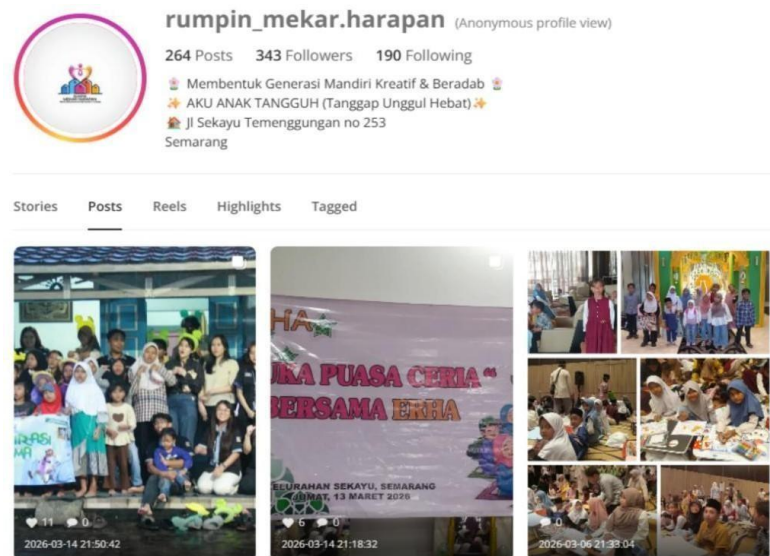 rumpin_mekar.harapan (Anonymous profile view)
264 Posts 343 Followers 190 Following
🌸 Membentuk Generasi Mandiri Kreatif & Beradab 🌸
✨ AKU ANAK TANGGUH (Tanggap Unggul Hebat)✨
🏠 Jl Sekayu Temenggungan no 253
Semarang
Stories Posts Reels Highlights Tagged
HA
UKA PUASA CERIA "
BERSAMA ERHA
KELURAHAN SEKAYU, SEMARANG
JUMAT, 13 MARET 2026
11 0
2026-03-14 21:50:42
6 0
2026-03-14 21:18:32
0
2026-03-06 21:33:04